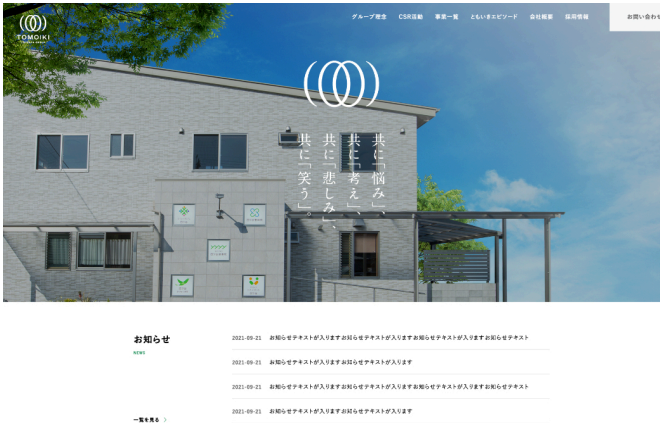 TOMOIKI
グループ理念 CSR活動 事業一覧 ともいきエピソード 会社概要 採用情報 お問い合わせ
共に「悩み」、
共に「考え」、
共に「悲しみ」、
共に「笑う」。
お知らせ
NEWS
2021-09-21 お知らせテキストが入りますお知らせテキストが入りますお知らせテキストが入りますお知らせテキスト
2021-09-21 お知らせテキストが入りますお知らせテキストが入ります
2021-09-21 お知らせテキストが入りますお知らせテキストが入りますお知らせテキストが入りますお知らせテキスト
2021-09-21 お知らせテキストが入りますお知らせテキストが入ります
一覧を見る